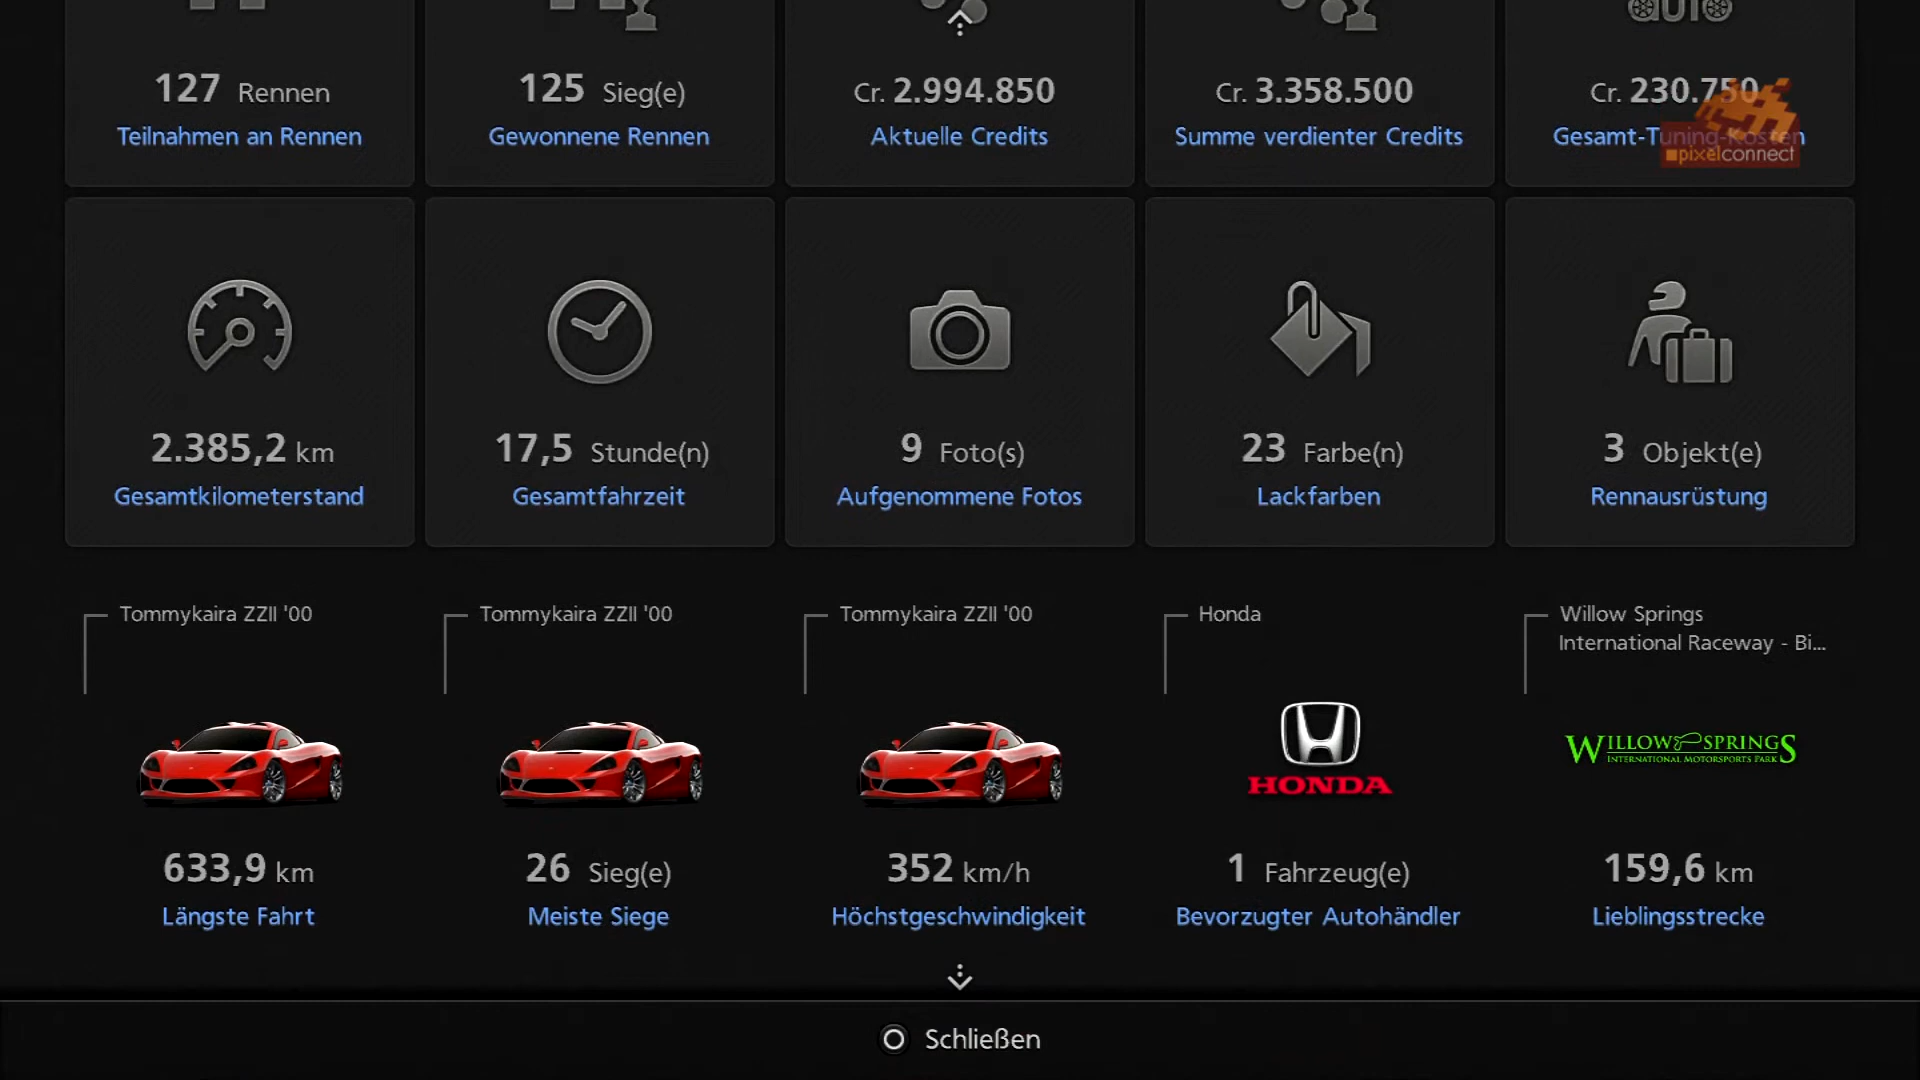 auto
127 Rennen
Teilnahmen an Rennen
125 Sieg(e)
Gewonnene Rennen
Cr. 2.994.850
Aktuelle Credits
Cr. 3.358.500
Summe verdienter Credits
Cr. 230.750
Gesamt-Tuning-Kosten
pixelconnect
2.385,2 km
Gesamtkilometerstand
17,5 Stunde(n)
Gesamtfahrzeit
9 Foto(s)
Aufgenommene Fotos
23 Farbe(n)
Lackfarben
3 Objekt(e)
Rennausrüstung
Tommykaira ZZII '00
633,9 km
Längste Fahrt
Tommykaira ZZII '00
26 Sieg(e)
Meiste Siege
Tommykaira ZZII '00
352 km/h
Höchstgeschwindigkeit
Honda
HONDA
1 Fahrzeug(e)
Bevorzugter Autohändler
Willow Springs
International Raceway - Bi...
WILLOW SPRINGS
INTERNATIONAL MOTORSPORTS PARK
159,6 km
Lieblingsstrecke
Schließen